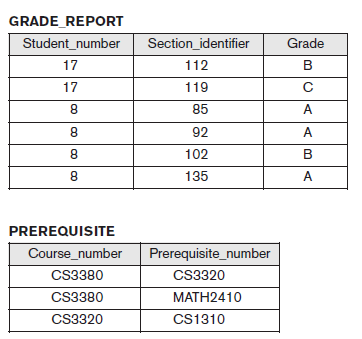 GRADE_REPORT
Student_number Section_identifier Grade
17 112 B
17 119 C
8 85 A
8 92 A
8 102 B
8 135 A
PREREQUISITE
Course_number Prerequisite_number
CS3380 CS3320
CS3380 MATH2410
CS3320 CS1310